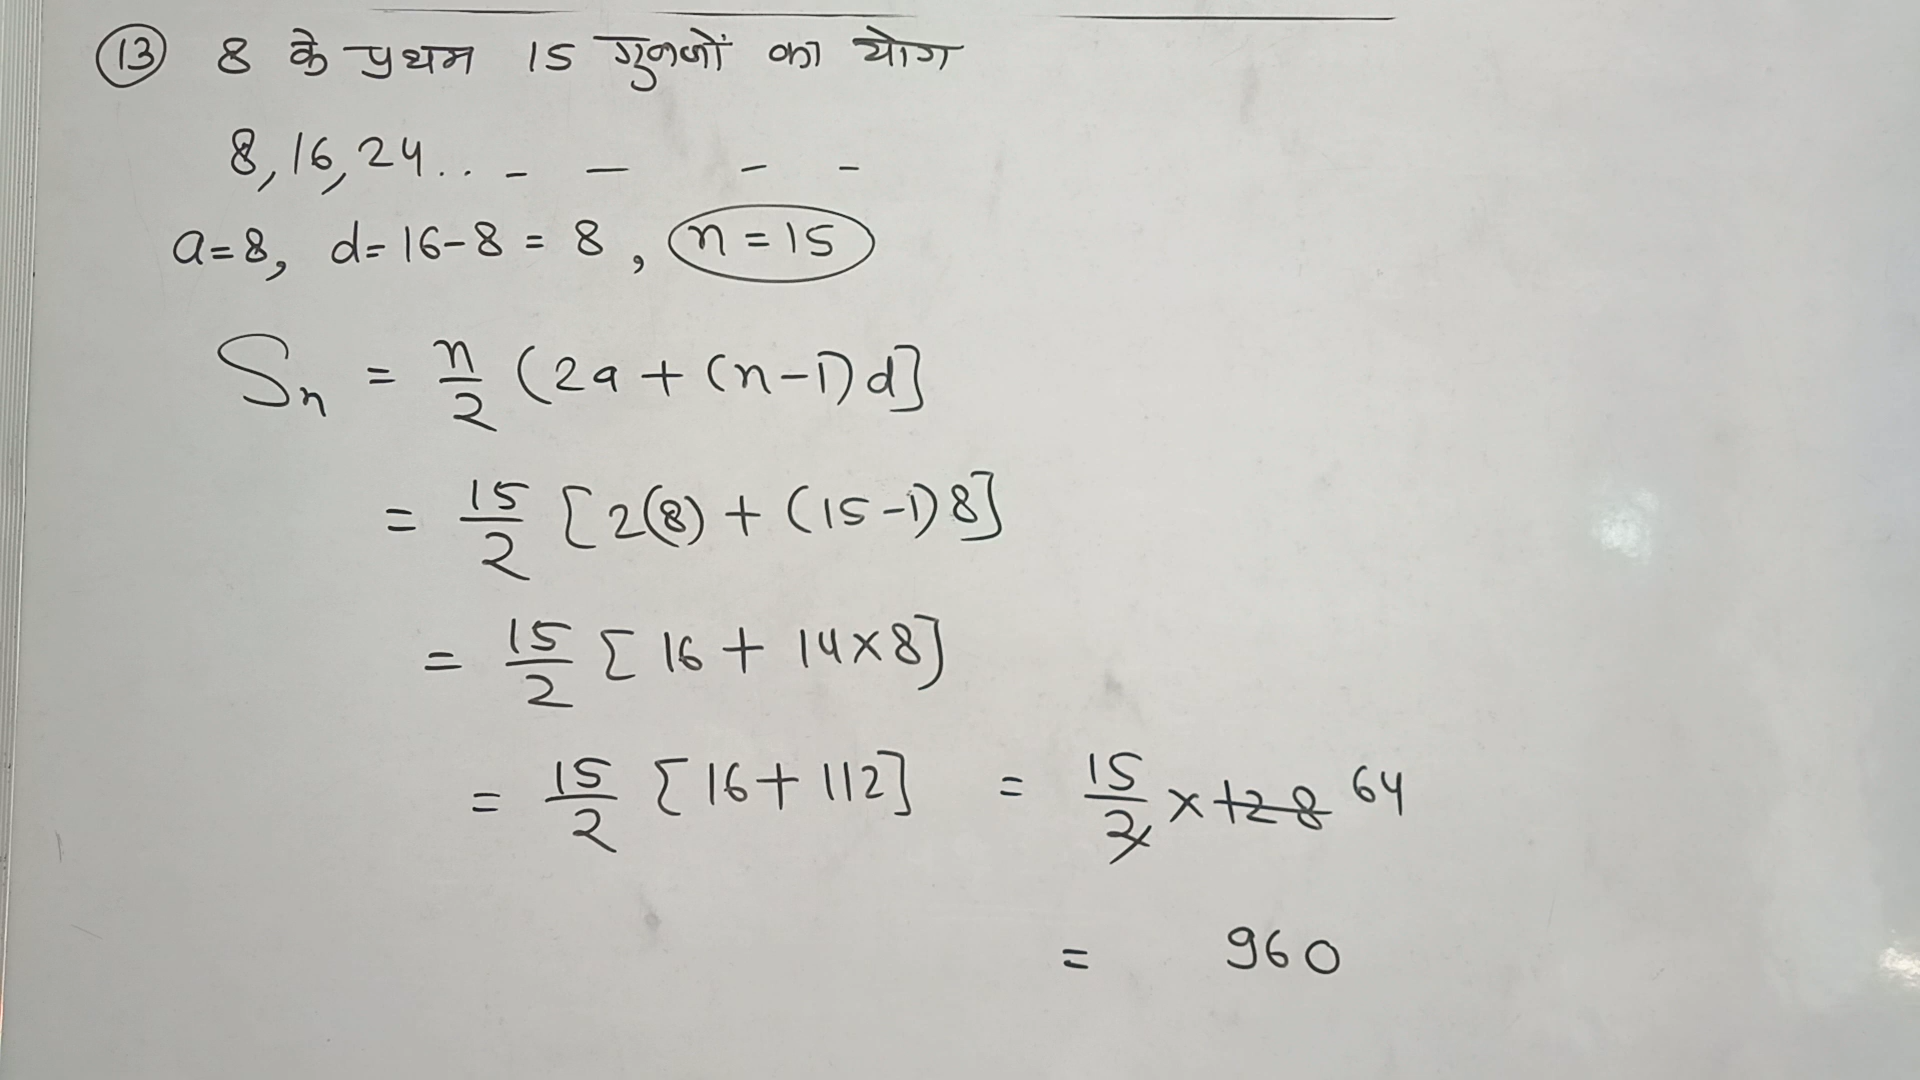 13 8 के प्रथम 15 गुनजों का योग
8, 16, 24 .. - - - -
a=8, d=16-8 = 8, n=15
Sn = n/2 (2a + (n-1)d]
= 15/2 [2(8) + (15-1)8]
= 15/2 [16 + 14×8]
= 15/2 [16+112] = 15/2 × 128 64
= 960